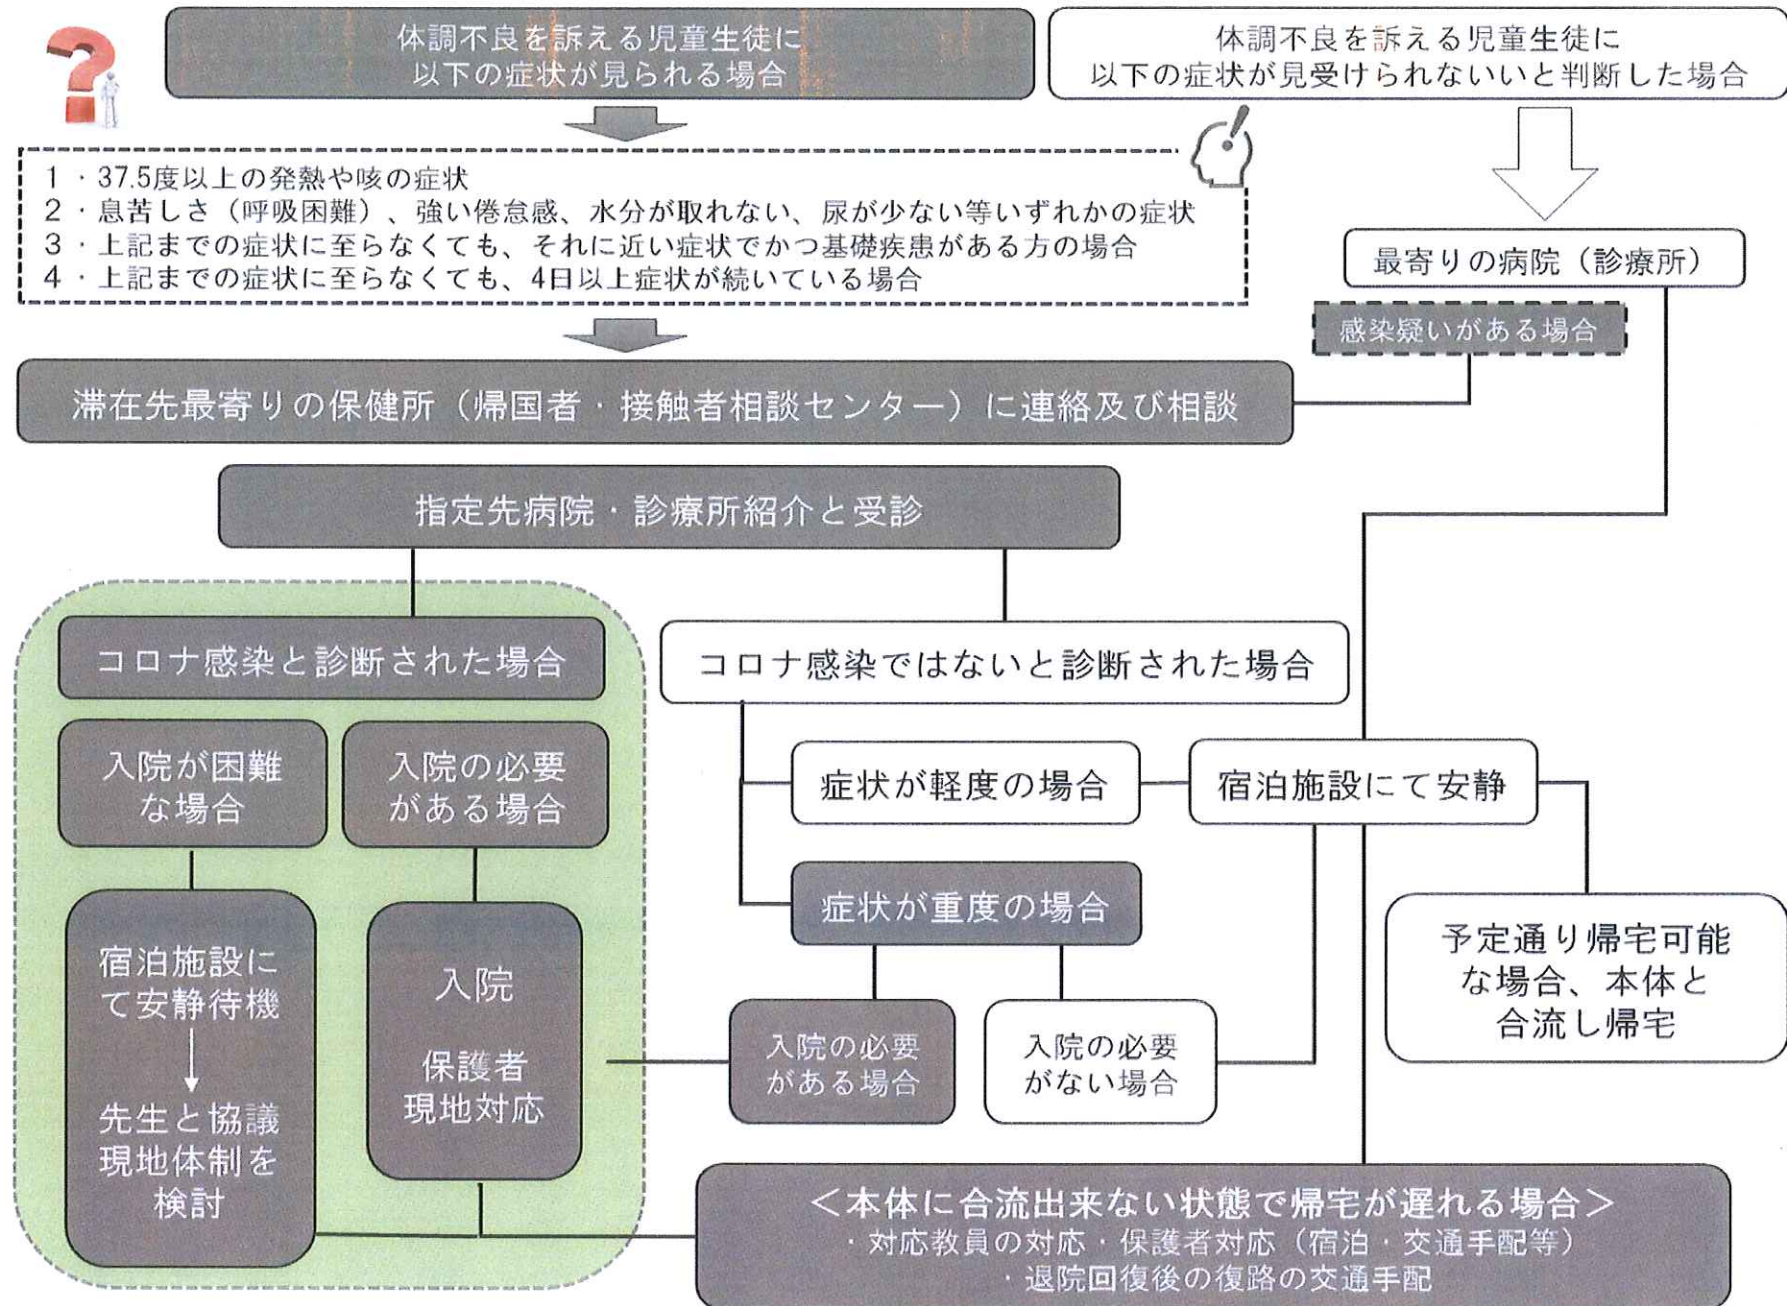 体調不良を訴える児童生徒に
以下の症状が見られる場合
体調不良を訴える児童生徒に
以下の症状が見受けられないいと判断した場合
1・37.5度以上の発熱や咳の症状
2・息苦しさ（呼吸困難）、強い倦怠感、水分が取れない、尿が少ない等いずれかの症状
3・上記までの症状に至らなくても、それに近い症状でかつ基礎疾患がある方の場合
4・上記までの症状に至らなくても、4日以上症状が続いている場合
最寄りの病院（診療所）
感染疑いがある場合
滞在先最寄りの保健所（帰国者・接触者相談センター）に連絡及び相談
指定先病院・診療所紹介と受診
コロナ感染と診断された場合
コロナ感染ではないと診断された場合
入院が困難
な場合
入院の必要
がある場合
症状が軽度の場合
宿泊施設にて安静
症状が重度の場合
宿泊施設に
て安静待機
先生と協議
現地体制を
検討
入院
保護者
現地対応
入院の必要
がある場合
入院の必要
がない場合
予定通り帰宅可能
な場合、本体と
合流し帰宅
＜本体に合流出来ない状態で帰宅が遅れる場合＞
・対応教員の対応・保護者対応（宿泊・交通手配等）
・退院回復後の復路の交通手配